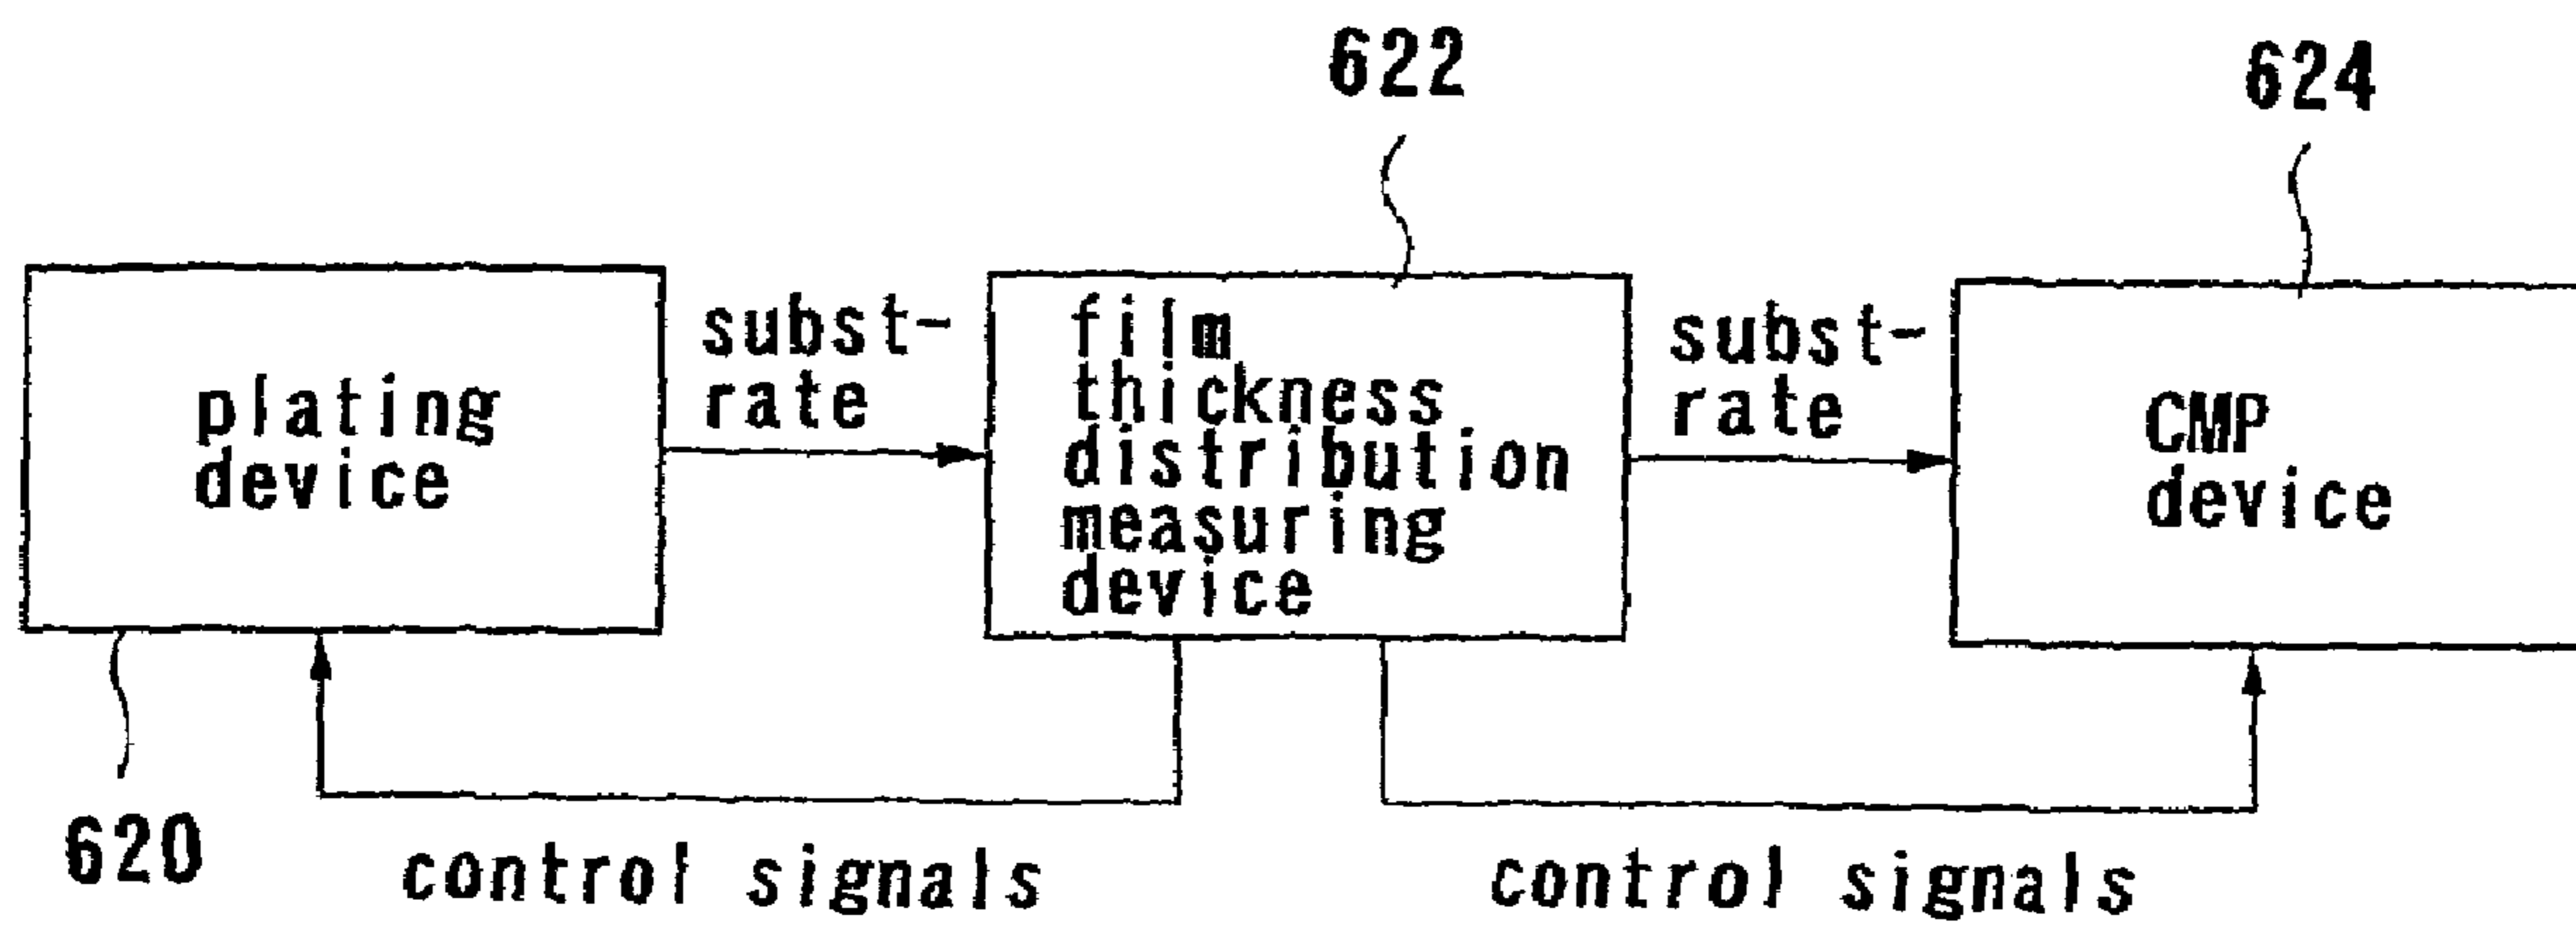 622
624
plating
device
subst-
rate
film
thickness
distribution
measuring
device
subst-
rate
CMP
device
620
control signals
control signals